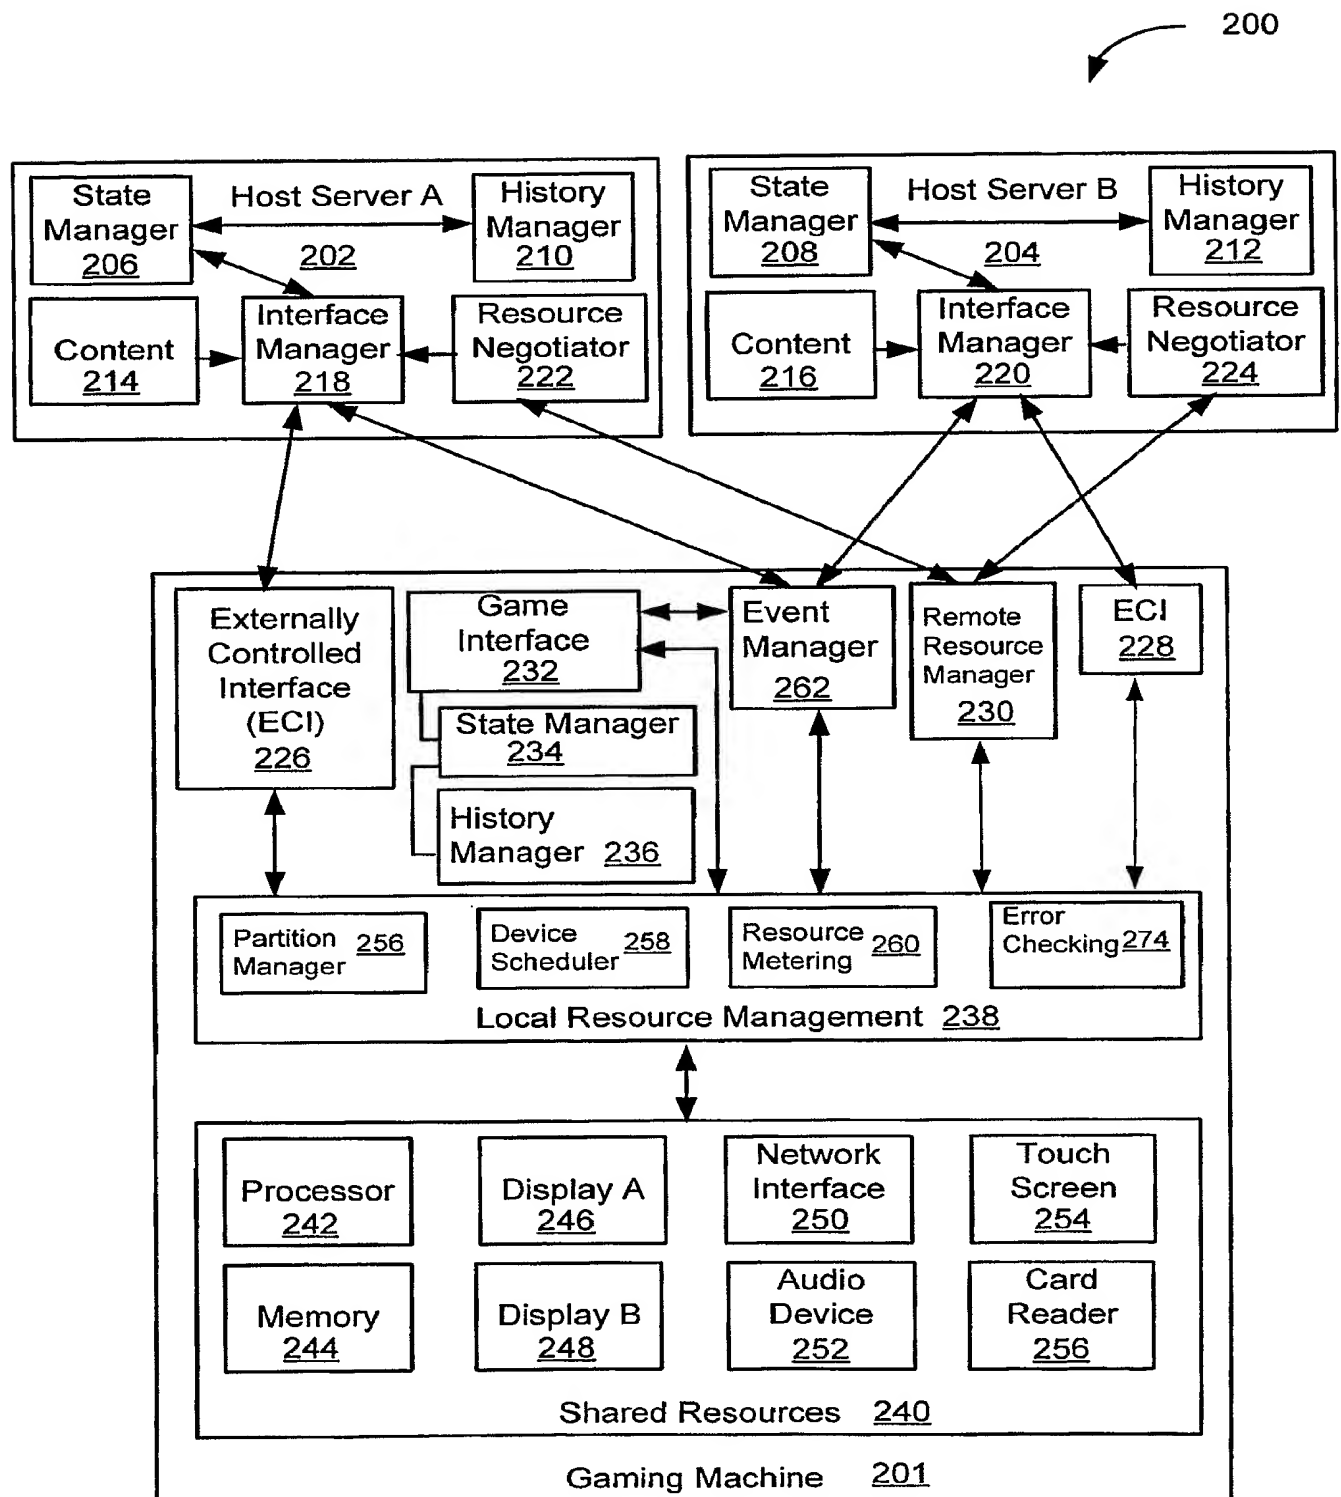 200
State
Manager
206
Host Server A
202
History
Manager
210
Content
214
Interface
Manager
218
Resource
Negotiator
222
State
Manager
208
Host Server B
204
History
Manager
212
Content
216
Interface
Manager
220
Resource
Negotiator
224
Externally
Controlled
Interface
(ECI)
226
Game
Interface
232
State Manager
234
History
Manager 236
Event
Manager
262
Remote
Resource
Manager
230
ECI
228
Partition
Manager 256
Device
Scheduler 258
Resource
Metering 260
Error
Checking 274
Local Resource Management 238
Processor
242
Display A
246
Network
Interface
250
Touch
Screen
254
Memory
244
Display B
248
Audio
Device
252
Card
Reader
256
Shared Resources 240
Gaming Machine 201